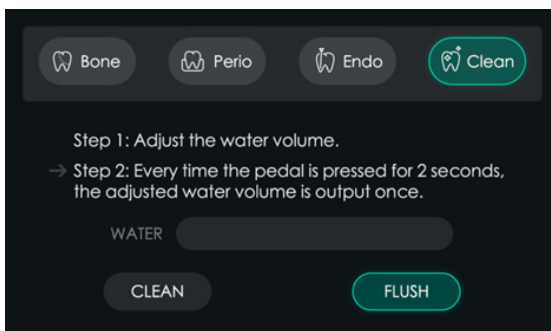 Bone Perio Endo Clean
Step 1: Adjust the water volume.
→ Step 2: Every time the pedal is pressed for 2 seconds,
the adjusted water volume is output once.
WATER
CLEAN FLUSH